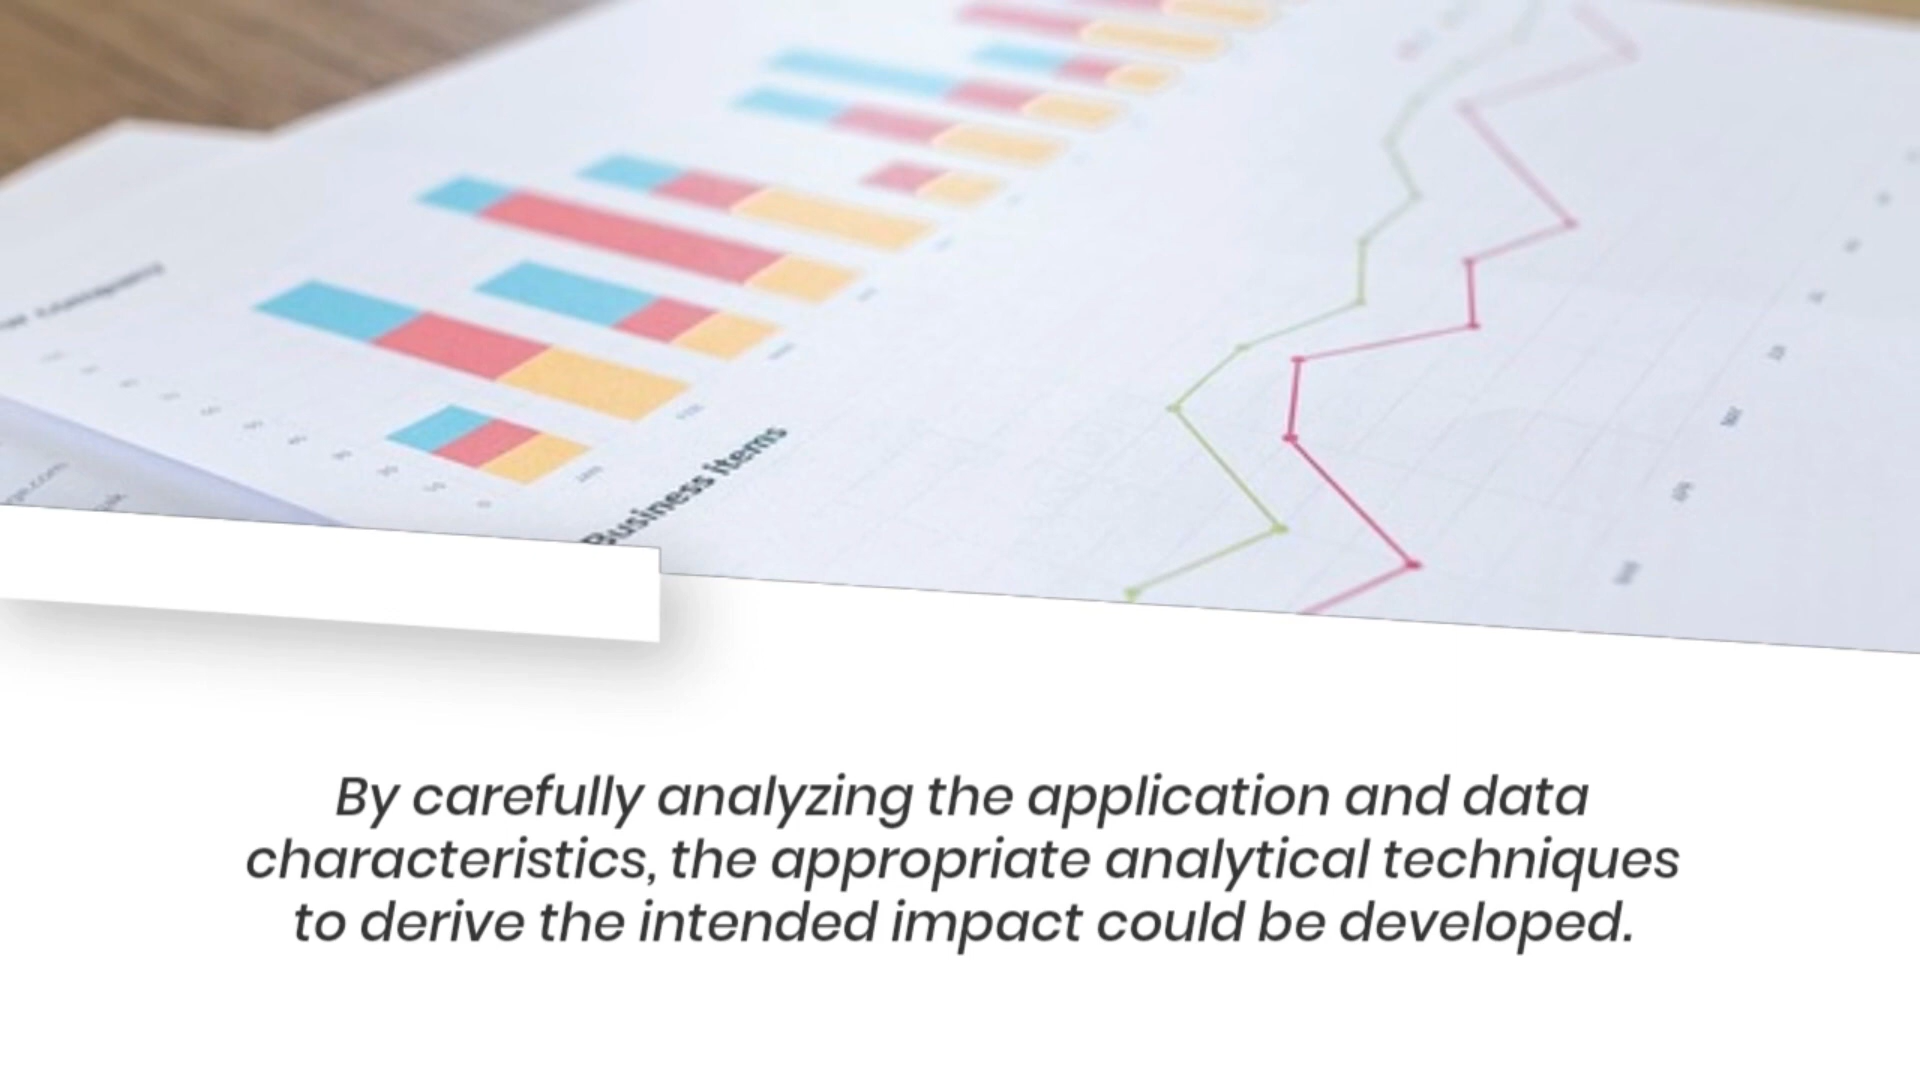 Business items
By carefully analyzing the application and data
characteristics, the appropriate analytical techniques
to derive the intended impact could be developed.